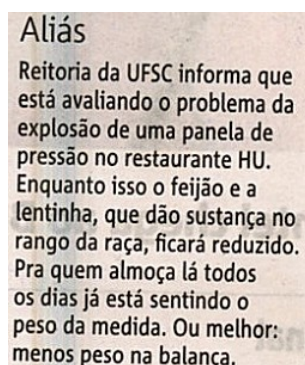 Aliás
Reitoria da UFSC informa que
está avaliando o problema da
explosão de uma panela de
pressão no restaurante HU.
Enquanto isso o feijão e a
lentinha, que dão sustança no
rango da raça, ficará reduzido.
Pra quem almoça lá todos
os dias já está sentindo o
peso da medida. Ou melhor:
menos peso na balança.